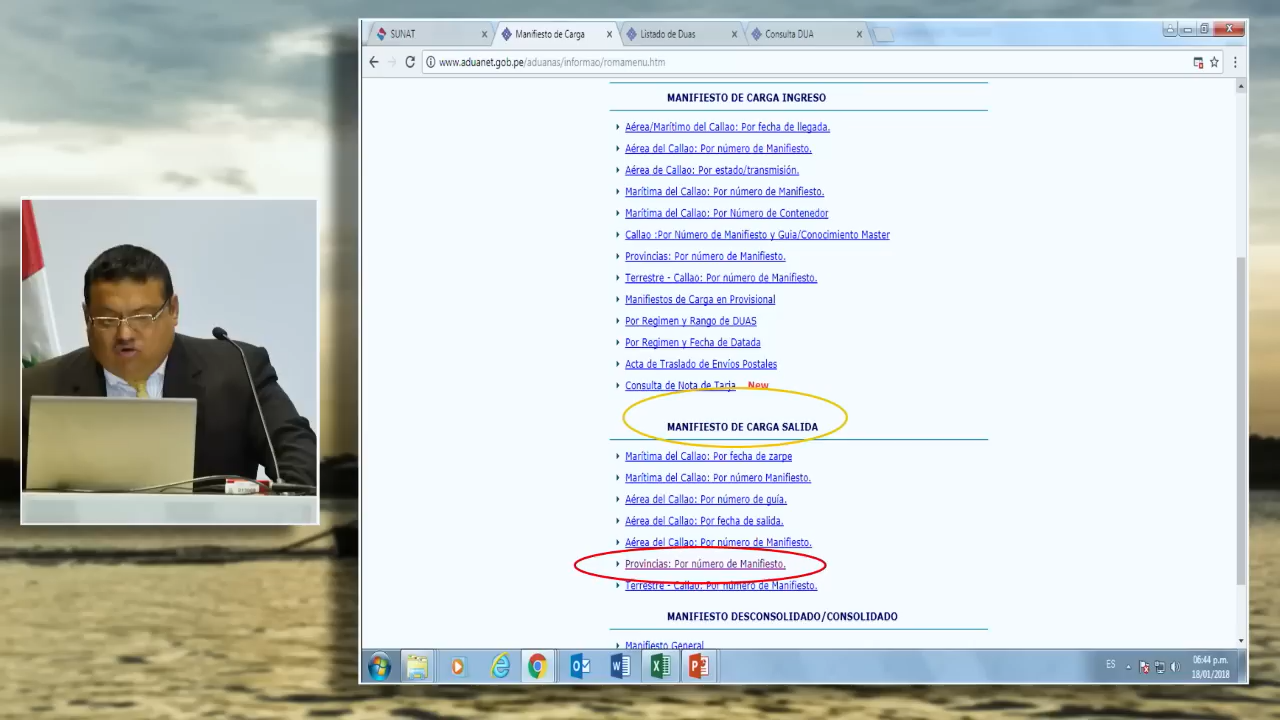 SUNAT
Manifiesto de Carga
Listado de Duas
Consulta DUA
www.aduanet.gob.pe/aduanas/informao/romamenu.htm
MANIFIESTO DE CARGA INGRESO
Aérea/Marítimo del Callao: Por fecha de llegada.
Aérea del Callao: Por número de Manifiesto.
Aérea de Callao: Por estado/transmisión.
Marítima del Callao: Por número de Manifiesto.
Marítima del Callao: Por Número de Contenedor
Callao :Por Número de Manifiesto y Guia/Conocimiento Master
Provincias: Por número de Manifiesto.
Terrestre - Callao: Por número de Manifiesto.
Manifiestos de Carga en Provisional
Por Regimen y Rango de DUAS
Por Regimen y Fecha de Datada
Acta de Traslado de Envíos Postales
Consulta de Nota de Tarja New
MANIFIESTO DE CARGA SALIDA
Marítima del Callao: Por fecha de zarpe
Marítima del Callao: Por número Manifiesto.
Aérea del Callao: Por número de guía.
Aérea del Callao: Por fecha de salida.
Aérea del Callao: Por número de Manifiesto.
Provincias: Por número de Manifiesto.
Terrestre - Callao: Por número de Manifiesto.
MANIFIESTO DESCONSOLIDADO/CONSOLIDADO
Manifiesto General
ES
06:44 p.m.
18/01/2018